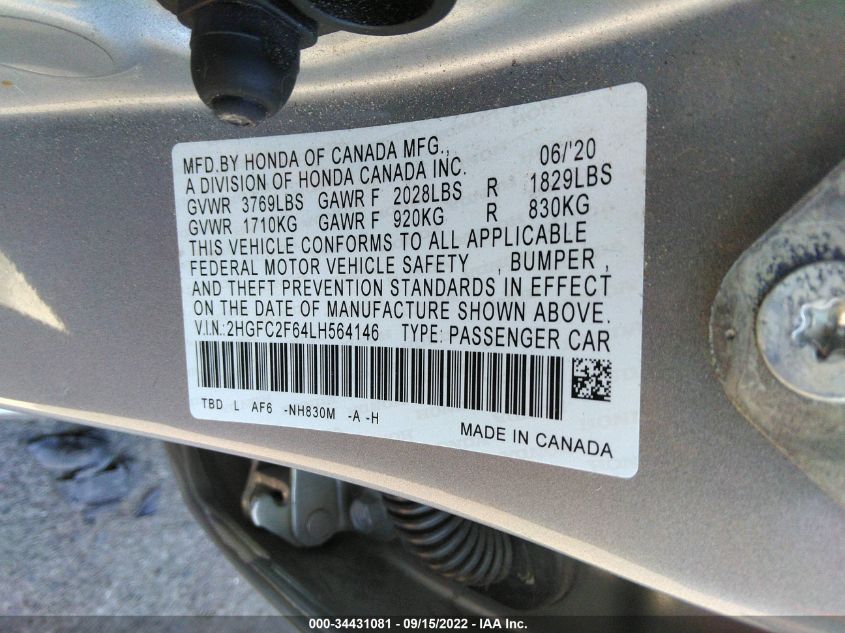 MFD.BY HONDA OF CANADA MFG., 06/'20
A DIVISION OF HONDA CANADA INC.
GVWR 3769LBS GAWR F 2028LBS R 1829LBS
GVWR 1710KG GAWR F 920KG R 830KG
THIS VEHICLE CONFORMS TO ALL APPLICABLE
FEDERAL MOTOR VEHICLE SAFETY , BUMPER ,
AND THEFT PREVENTION STANDARDS IN EFFECT
ON THE DATE OF MANUFACTURE SHOWN ABOVE.
V.I.N.:2HGFC2F64LH564146 TYPE: PASSENGER CAR
TBD L AF6 -NH830M -A -H
MADE IN CANADA
000-34431081 - 09/15/2022 - IAA Inc.